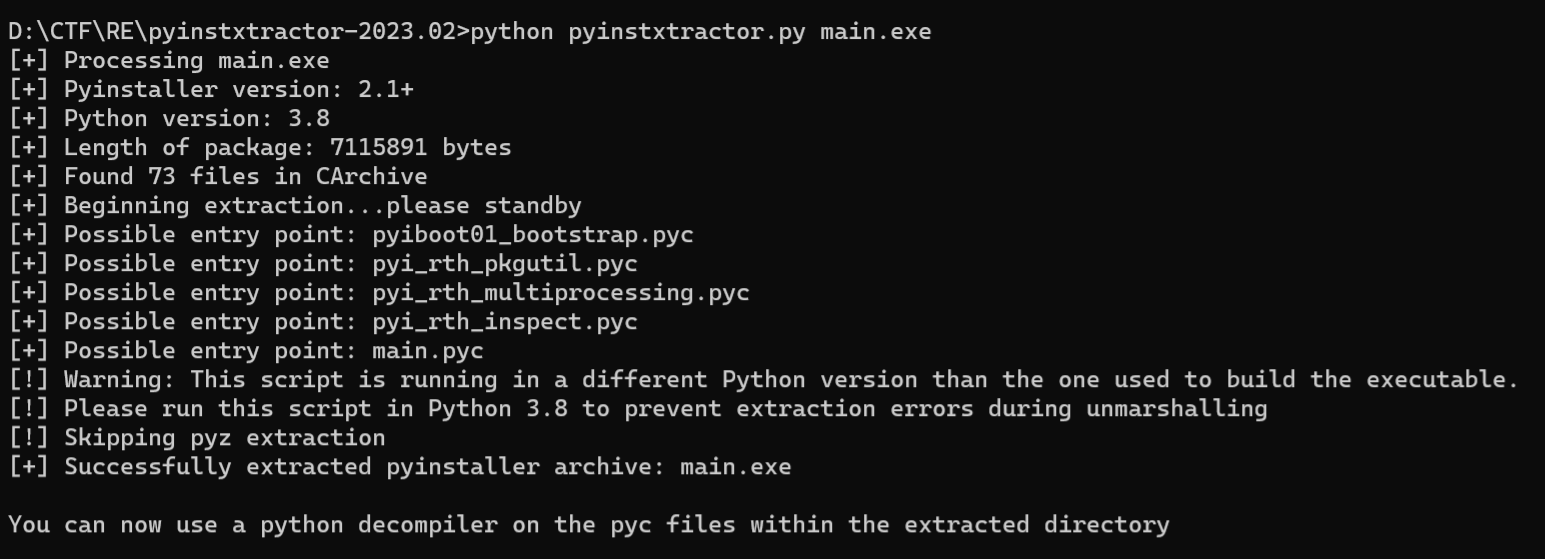 D:\CTF\RE\pyinstxtractor-2023.02>python pyinstxtractor.py main.exe
[+] Processing main.exe
[+] Pyinstaller version: 2.1+
[+] Python version: 3.8
[+] Length of package: 7115891 bytes
[+] Found 73 files in CArchive
[+] Beginning extraction...please standby
[+] Possible entry point: pyiboot01_bootstrap.pyc
[+] Possible entry point: pyi_rth_pkgutil.pyc
[+] Possible entry point: pyi_rth_multiprocessing.pyc
[+] Possible entry point: pyi_rth_inspect.pyc
[+] Possible entry point: main.pyc
[!] Warning: This script is running in a different Python version than the one used to build the executable.
[!] Please run this script in Python 3.8 to prevent extraction errors during unmarshalling
[!] Skipping pyz extraction
[+] Successfully extracted pyinstaller archive: main.exe
You can now use a python decompiler on the pyc files within the extracted directory